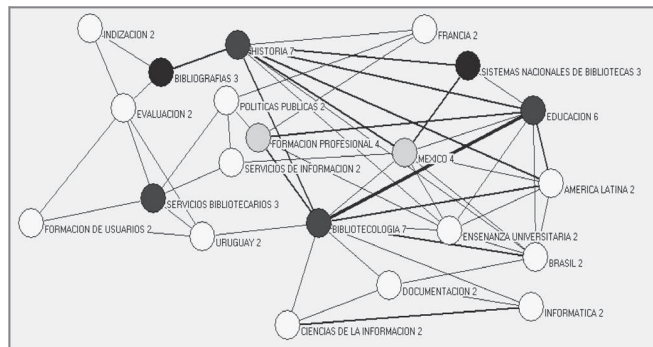 INDIZACION 2
FRANCIA 2
HISTORIA 7
BIBLIOGRAFIAS 3
SISTEMAS NACIONALES DE BIBLIOTECAS 3
POLITICAS PUBLICAS 2
EVALUACION 2
EDUCACION 6
FORMACION PROFESIONAL 4
MEXICO 4
SERVICIOS DE INFORMACION 2
AMERICA LATINA 2
SERVICIOS BIBLIOTECARIOS 3
FORMACION DE USUARIOS 2
BIBLIOTECOLOGIA 7
ENSENANZA UNIVERSITARIA 2
URUGUAY 2
BRASIL 2
DOCUMENTACION 2
INFORMATICA 2
CIENCIAS DE LA INFORMACION 2